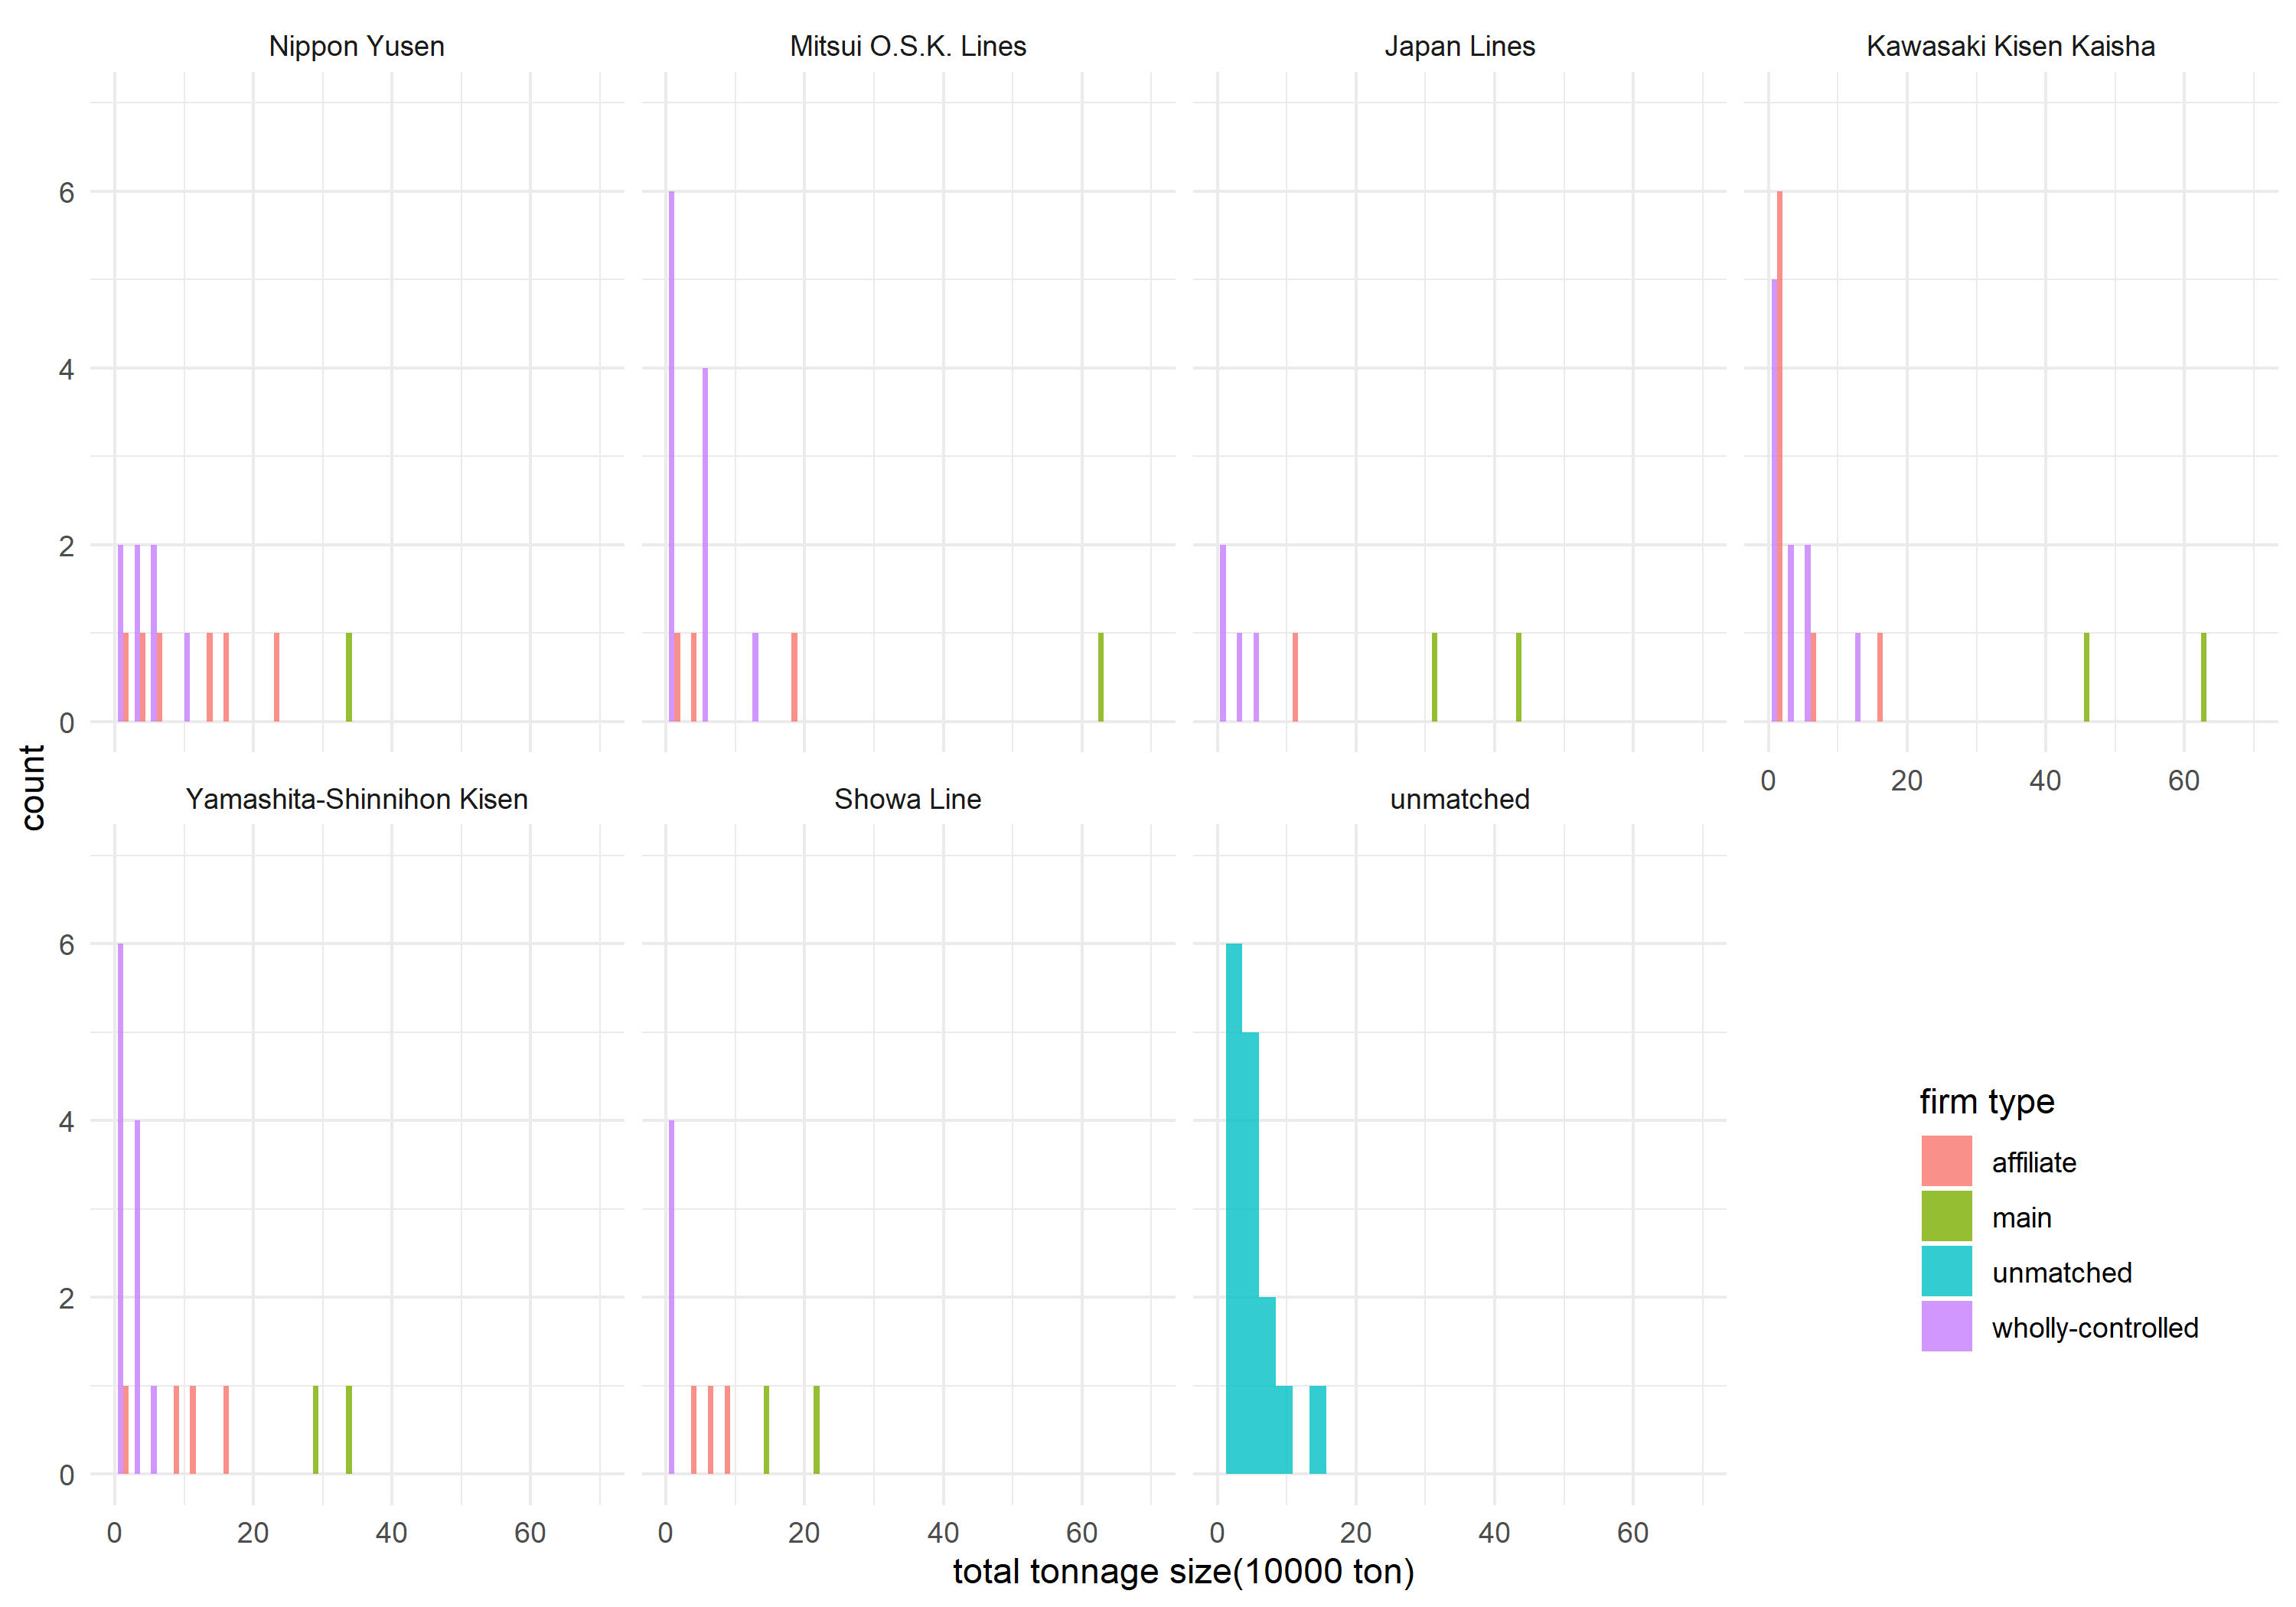 Nippon Yusen
Mitsui O.S.K. Lines
Japan Lines
Kawasaki Kisen Kaisha
6
4
2
0
0 20 40 60
count
Yamashita-Shinnihon Kisen
Showa Line
unmatched
6
4
2
0
0 20 40 60
0 20 40 60
0 20 40 60
total tonnage size(10000 ton)
firm type
affiliate
main
unmatched
wholly-controlled